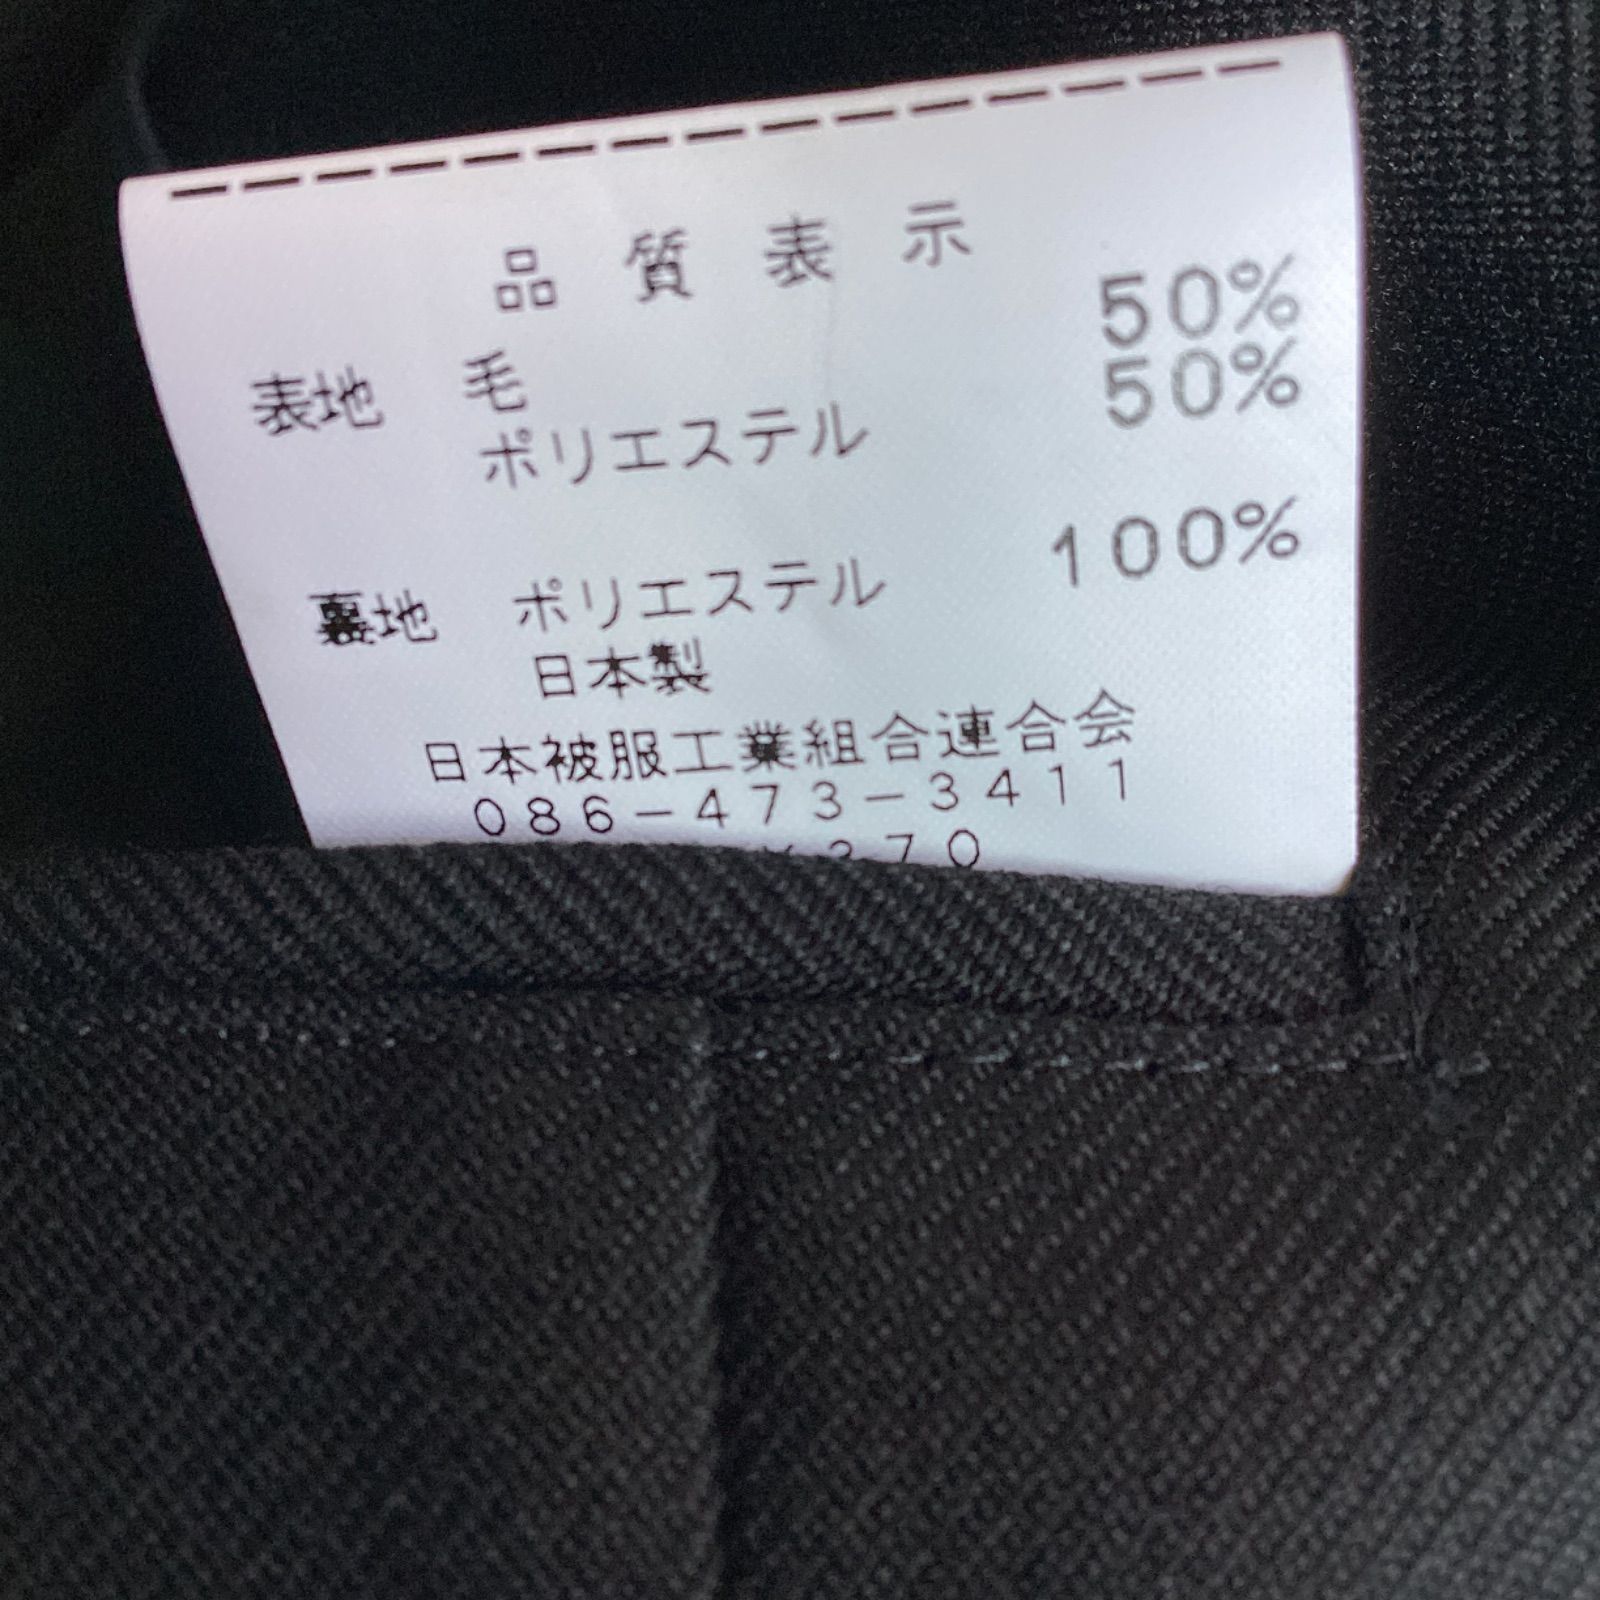 品質表示
表地 毛 50%
ポリエステル 50%
裏地 ポリエステル 100%
日本製
日本被服工業組合連合会
086-473-3411
370